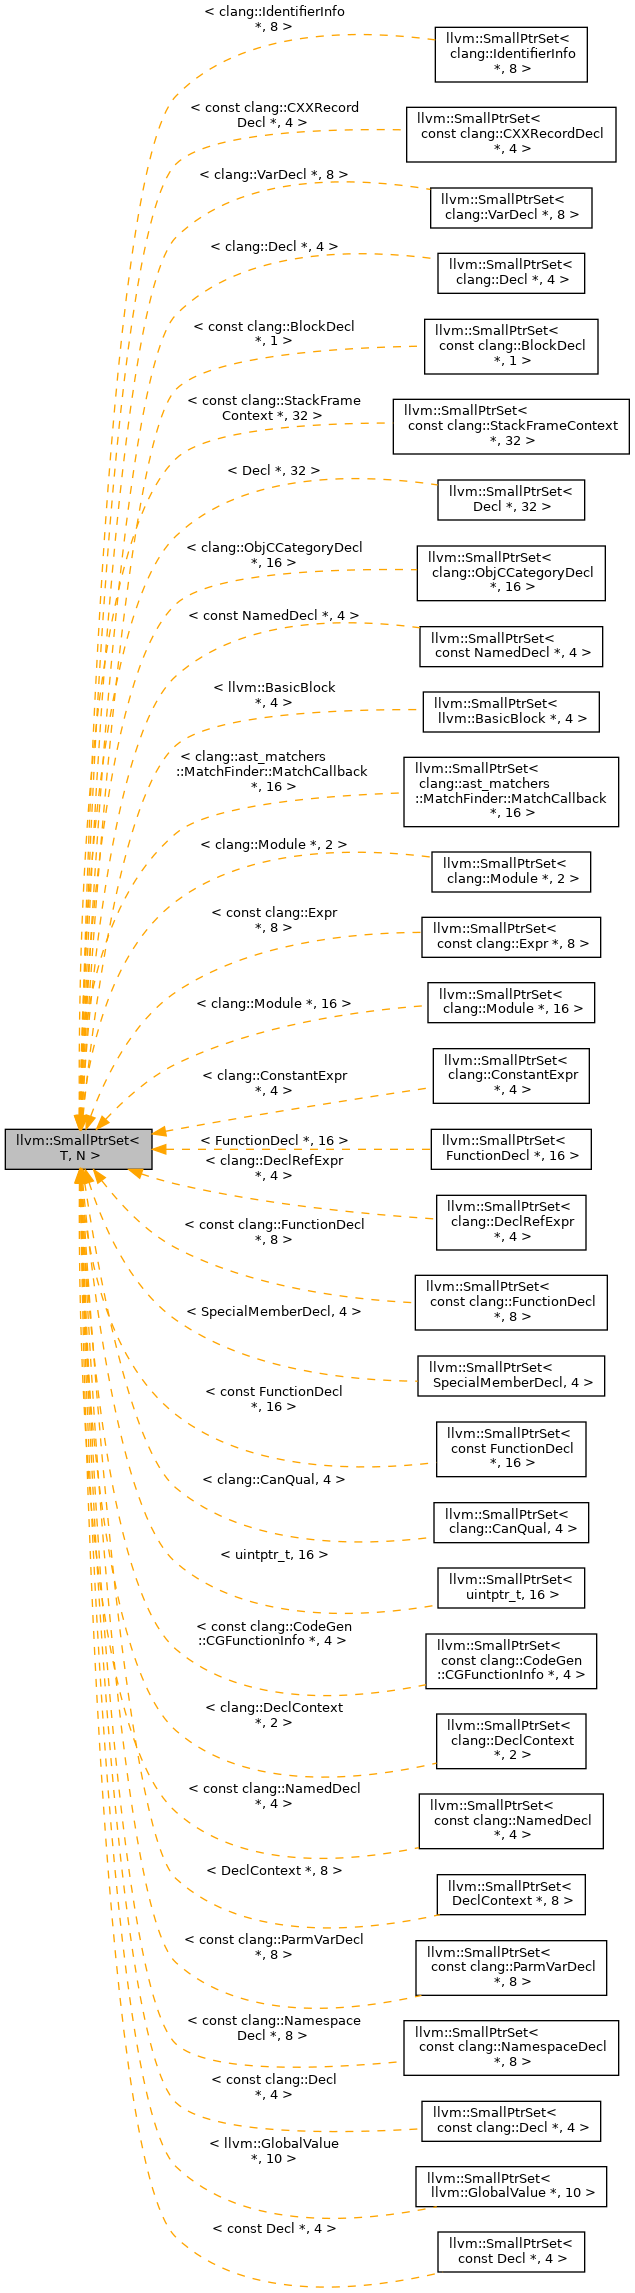 < clang::IdentifierInfo
*, 8 >
llvm::SmallPtrSet<
clang::IdentifierInfo
*, 8 >
< const clang::CXXRecord
Decl *, 4 >
llvm::SmallPtrSet<
const clang::CXXRecordDecl
*, 4 >
< clang::VarDecl *, 8 >
llvm::SmallPtrSet<
clang::VarDecl *, 8 >
< clang::Decl *, 4 >
llvm::SmallPtrSet<
clang::Decl *, 4 >
< const clang::BlockDecl
*, 1 >
llvm::SmallPtrSet<
const clang::BlockDecl
*, 1 >
< const clang::StackFrame
Context *, 32 >
llvm::SmallPtrSet<
const clang::StackFrameContext
*, 32 >
< Decl *, 32 >
llvm::SmallPtrSet<
Decl *, 32 >
< clang::ObjCCategoryDecl
*, 16 >
llvm::SmallPtrSet<
clang::ObjCCategoryDecl
*, 16 >
< const NamedDecl *, 4 >
llvm::SmallPtrSet<
const NamedDecl *, 4 >
< llvm::BasicBlock
*, 4 >
llvm::SmallPtrSet<
llvm::BasicBlock *, 4 >
< clang::ast_matchers
::MatchFinder::MatchCallback
*, 16 >
llvm::SmallPtrSet<
clang::ast_matchers
::MatchFinder::MatchCallback
*, 16 >
< clang::Module *, 2 >
llvm::SmallPtrSet<
clang::Module *, 2 >
< const clang::Expr
*, 8 >
llvm::SmallPtrSet<
const clang::Expr *, 8 >
< clang::Module *, 16 >
llvm::SmallPtrSet<
clang::Module *, 16 >
< clang::ConstantExpr
*, 4 >
llvm::SmallPtrSet<
clang::ConstantExpr
*, 4 >
llvm::SmallPtrSet<
T, N >
< FunctionDecl *, 16 >
llvm::SmallPtrSet<
FunctionDecl *, 16 >
< clang::DeclRefExpr
*, 4 >
llvm::SmallPtrSet<
clang::DeclRefExpr
*, 4 >
< const clang::FunctionDecl
*, 8 >
llvm::SmallPtrSet<
const clang::FunctionDecl
*, 8 >
< SpecialMemberDecl, 4 >
llvm::SmallPtrSet<
SpecialMemberDecl, 4 >
< const FunctionDecl
*, 16 >
llvm::SmallPtrSet<
const FunctionDecl
*, 16 >
< clang::CanQual, 4 >
llvm::SmallPtrSet<
clang::CanQual, 4 >
< uintptr_t, 16 >
llvm::SmallPtrSet<
uintptr_t, 16 >
< const clang::CodeGen
::CGFunctionInfo *, 4 >
llvm::SmallPtrSet<
const clang::CodeGen
::CGFunctionInfo *, 4 >
< clang::DeclContext
*, 2 >
llvm::SmallPtrSet<
clang::DeclContext
*, 2 >
< const clang::NamedDecl
*, 4 >
llvm::SmallPtrSet<
const clang::NamedDecl
*, 4 >
< DeclContext *, 8 >
llvm::SmallPtrSet<
DeclContext *, 8 >
< const clang::ParmVarDecl
*, 8 >
llvm::SmallPtrSet<
const clang::ParmVarDecl
*, 8 >
< const clang::Namespace
Decl *, 8 >
llvm::SmallPtrSet<
const clang::NamespaceDecl
*, 8 >
< const clang::Decl
*, 4 >
llvm::SmallPtrSet<
const clang::Decl *, 4 >
< llvm::GlobalValue
*, 10 >
llvm::SmallPtrSet<
llvm::GlobalValue *, 10 >
< const Decl *, 4 >
llvm::SmallPtrSet<
const Decl *, 4 >